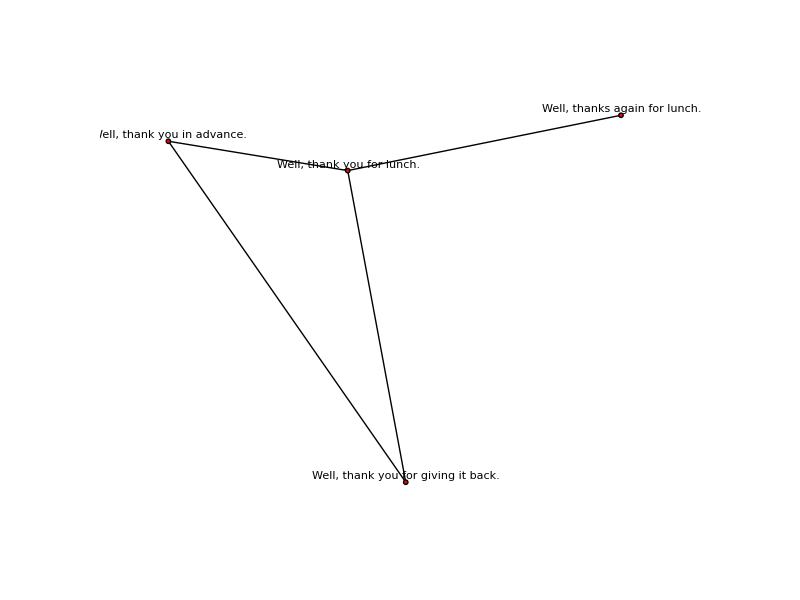 Well, thanks again for lunch.
ell, thank you in advance.
Well, thank you for lunch.
Well, thank you for giving it back.